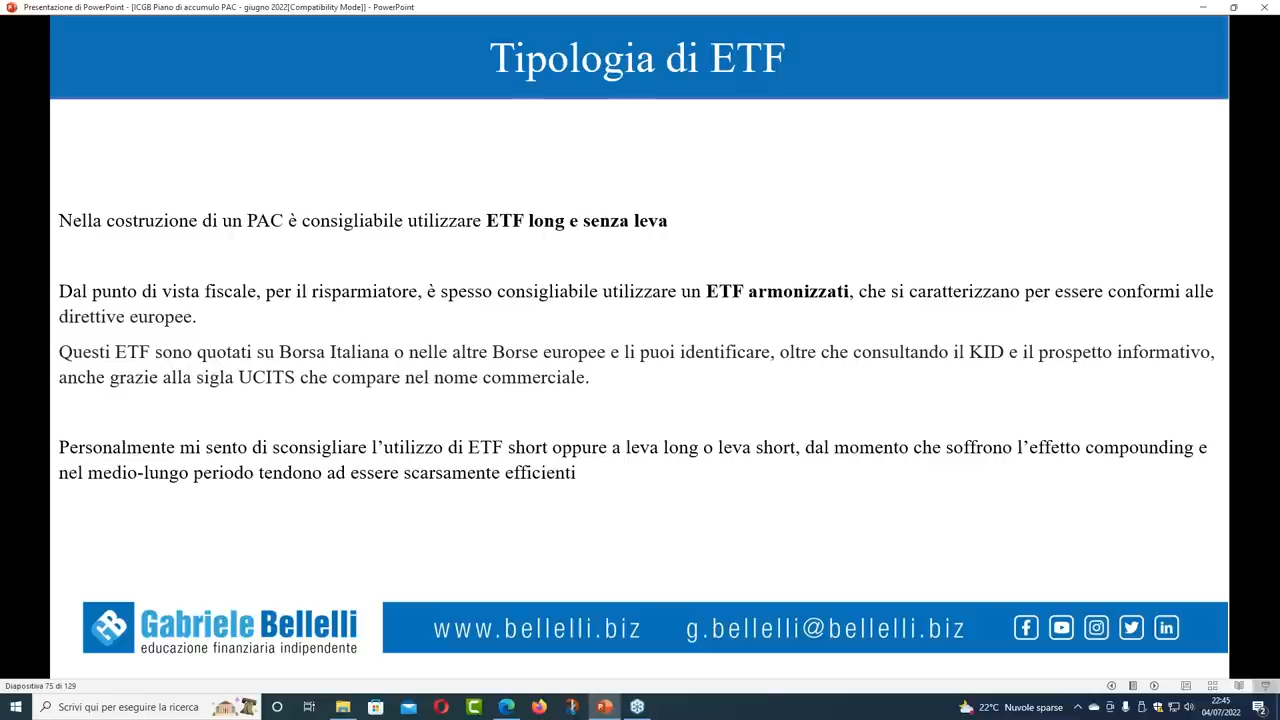 Presentazione di PowerPoint - [ICGB Piano di accumulo PAC - giugno 2022[Compatibility Mode]] - PowerPoint
Tipologia di ETF
Nella costruzione di un PAC è consigliabile utilizzare ETF long e senza leva
Dal punto di vista fiscale, per il risparmiatore, è spesso consigliabile utilizzare un ETF armonizzati, che si caratterizzano per essere conformi alle
direttive europee.
Questi ETF sono quotati su Borsa Italiana o nelle altre Borse europee e li puoi identificare, oltre che consultando il KID e il prospetto informativo,
anche grazie alla sigla UCITS che compare nel nome commerciale.
Personalmente mi sento di sconsigliare l’utilizzo di ETF short oppure a leva long o leva short, dal momento che soffrono l’effetto compounding e
nel medio-lungo periodo tendono ad essere scarsamente efficienti
Gabriele Bellelli
educazione finanziaria indipendente
www.bellelli.biz g.bellelli@bellelli.biz
Diapositiva 75 di 129
Scrivi qui per eseguire la ricerca
22°C Nuvole sparse
22:45
04/07/2022
2